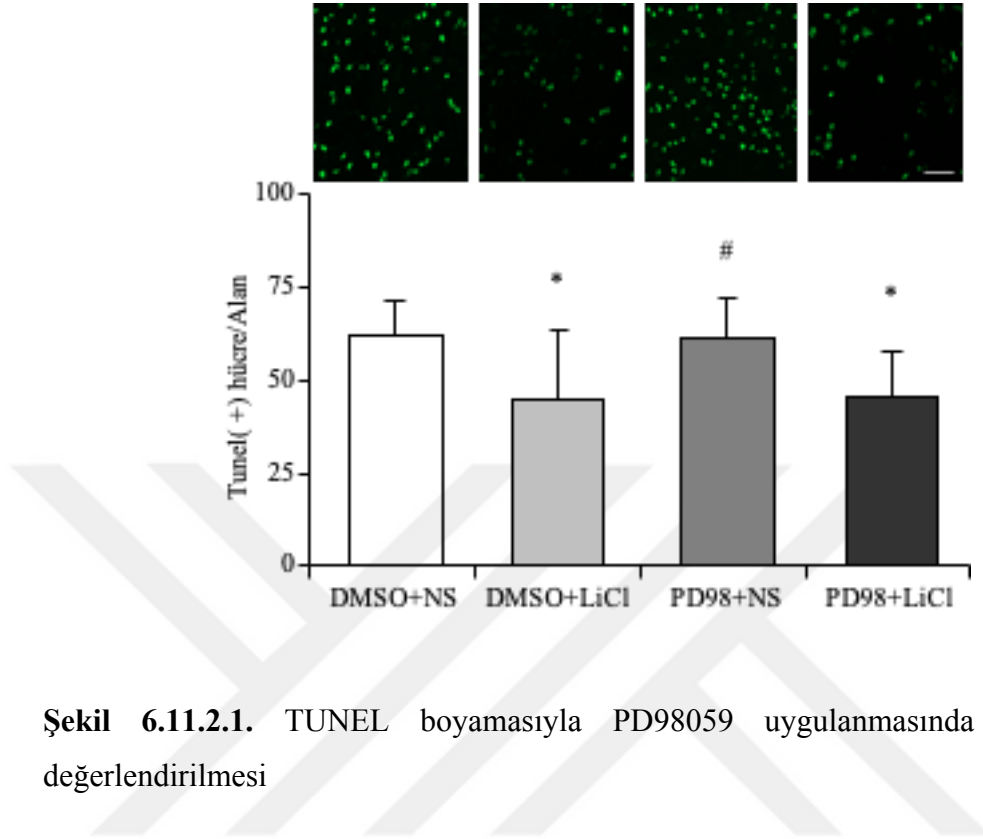 100
#
*
*
75
50
25
0
Tunel( +) hücre/Alan
DMSO+NS DMSO+LiCl PD98+NS PD98+LiCl
Şekil 6.11.2.1. TUNEL boyamasıyla PD98059 uygulanmasında
değerlendirilmesi